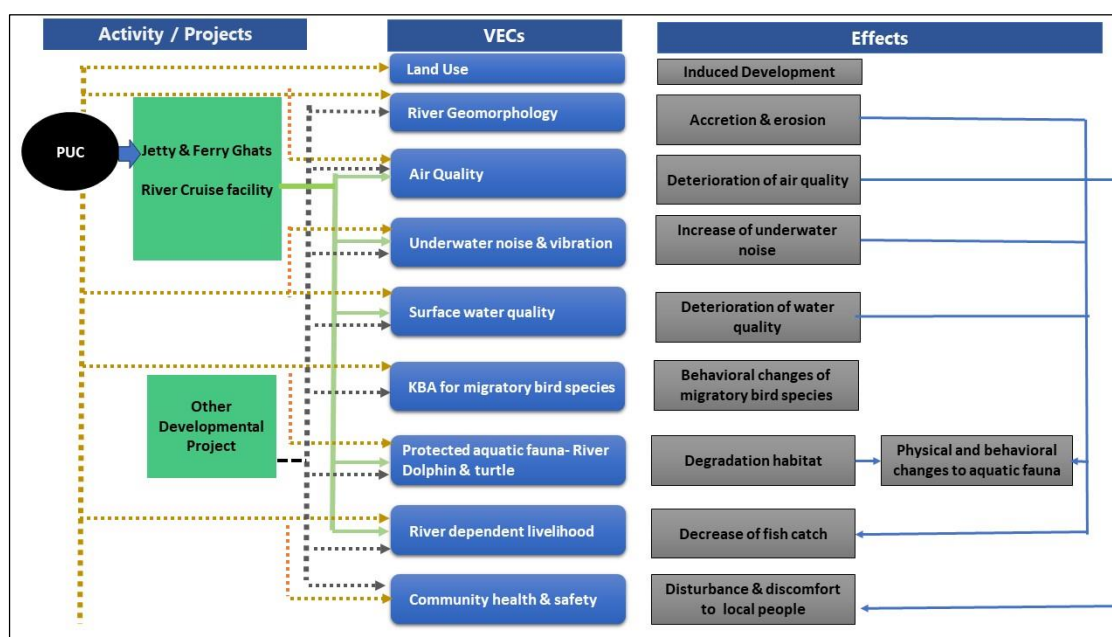 Activity / Projects
VECs
Effects
PUC
Jetty & Ferry Ghats
River Cruise facility
Other
Developmental
Project
Land Use
River Geomorphology
Air Quality
Underwater noise & vibration
Surface water quality
KBA for migratory bird species
Protected aquatic fauna- River
Dolphin & turtle
River dependent livelihood
Community health & safety
Induced Development
Accretion & erosion
Deterioration of air quality
Increase of underwater
noise
Deterioration of water
quality
Behavioral changes of
migratory bird species
Degradation habitat
Physical and behavioral
changes to aquatic fauna
Decrease of fish catch
Disturbance & discomfort
to local people